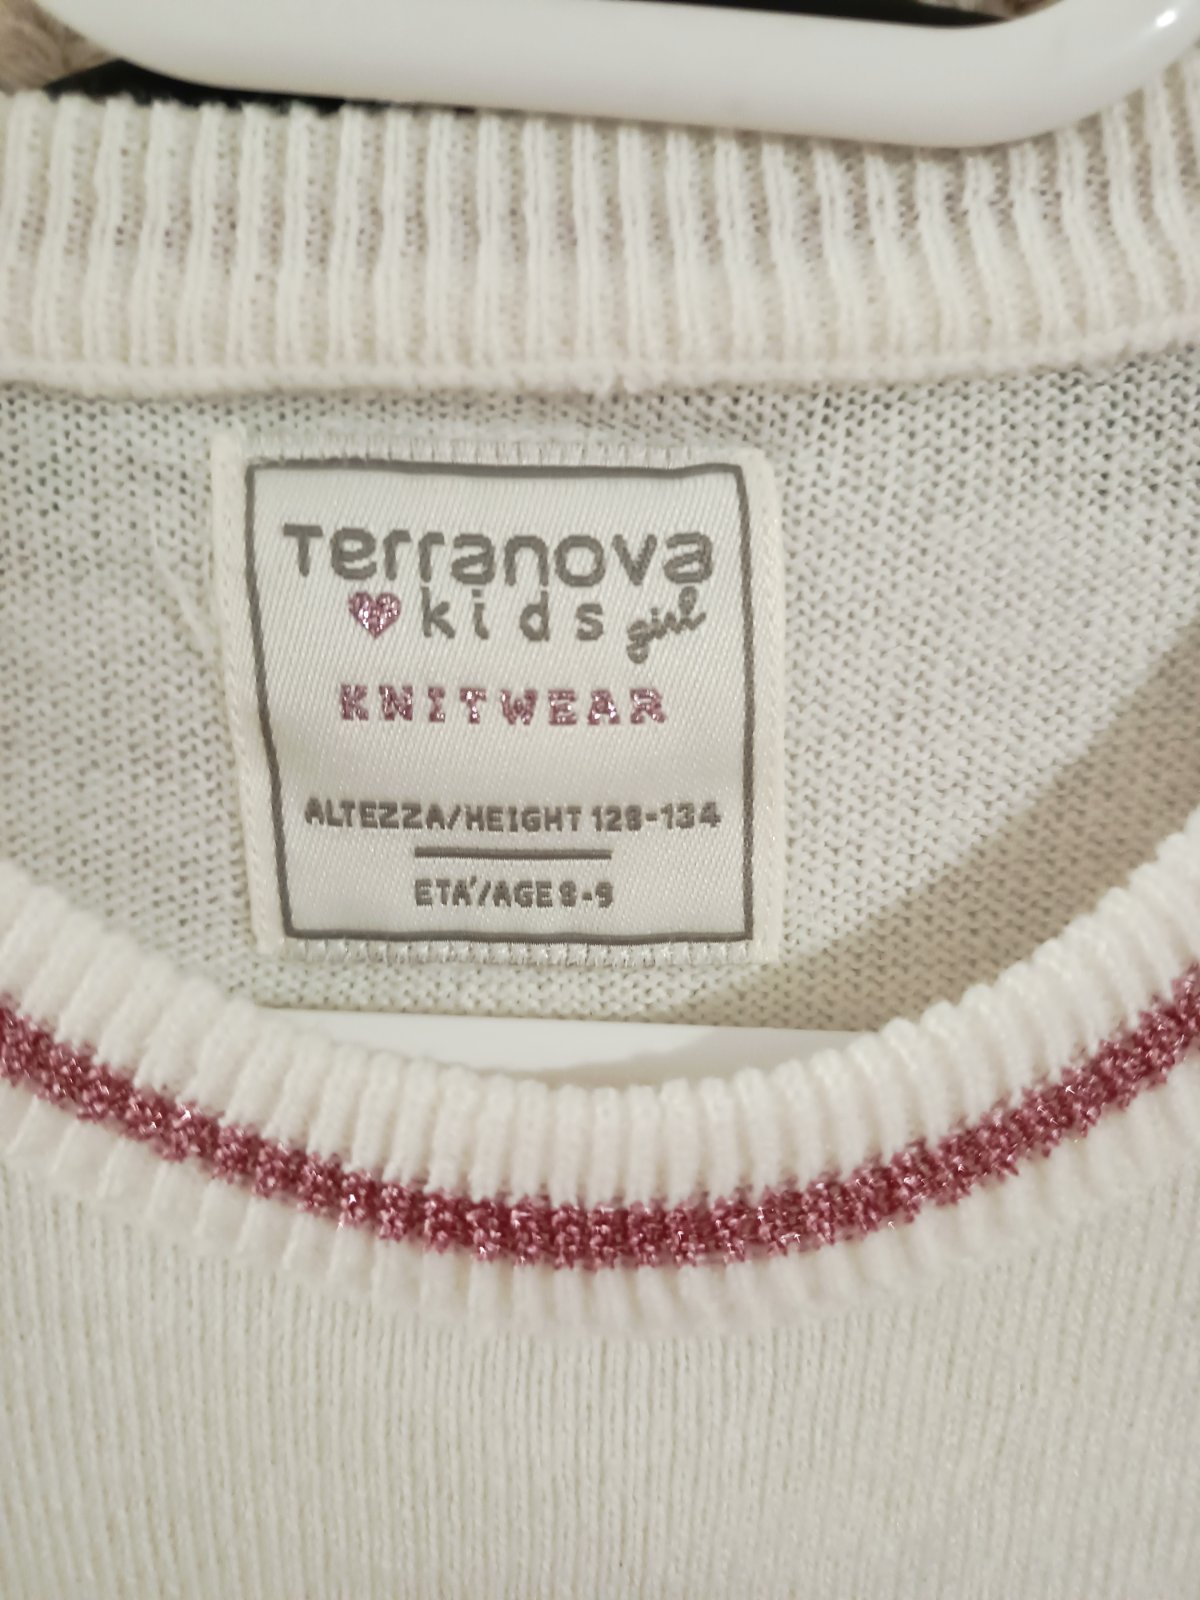 Terranova
kids girl
KNITWEAR
ALTEZZA/HEIGHT 128-134
ETA'/AGE 8-9